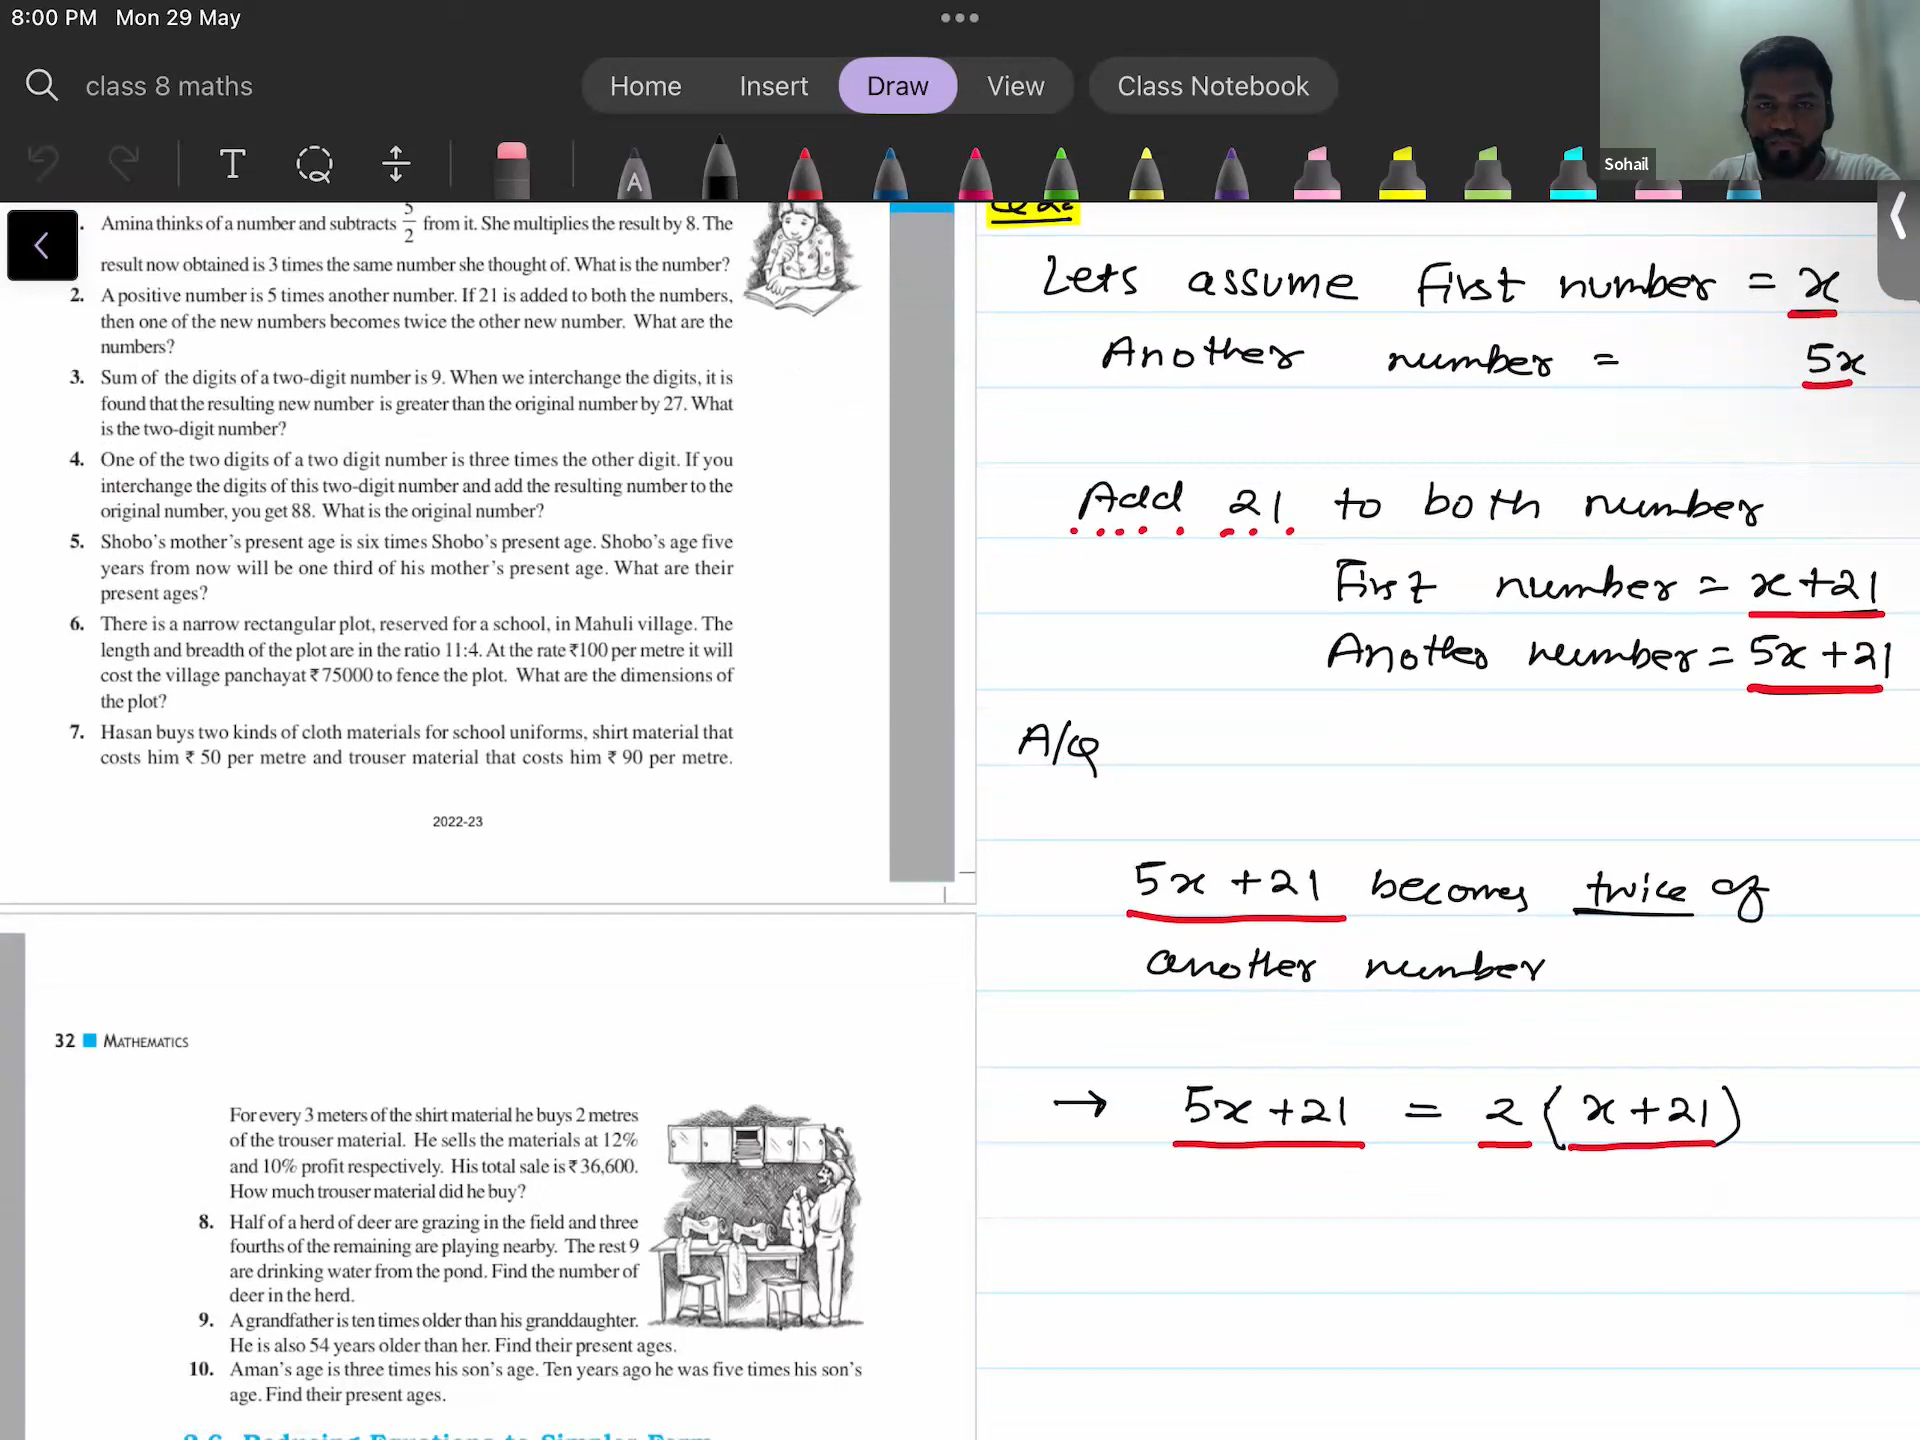 8:00 PM Mon 29 May
class 8 maths
Home Insert Draw View Class Notebook
T
A
Sohail
. Amina thinks of a number and subtracts 5/2 from it. She multiplies the result by 8. The
result now obtained is 3 times the same number she thought of. What is the number?
2. A positive number is 5 times another number. If 21 is added to both the numbers,
then one of the new numbers becomes twice the other new number. What are the
numbers?
3. Sum of the digits of a two-digit number is 9. When we interchange the digits, it is
found that the resulting new number is greater than the original number by 27. What
is the two-digit number?
4. One of the two digits of a two digit number is three times the other digit. If you
interchange the digits of this two-digit number and add the resulting number to the
original number, you get 88. What is the original number?
5. Shobo’s mother’s present age is six times Shobo’s present age. Shobo’s age five
years from now will be one third of his mother’s present age. What are their
present ages?
6. There is a narrow rectangular plot, reserved for a school, in Mahuli village. The
length and breadth of the plot are in the ratio 11:4. At the rate ₹100 per metre it will
cost the village panchayat ₹ 75000 to fence the plot. What are the dimensions of
the plot?
7. Hasan buys two kinds of cloth materials for school uniforms, shirt material that
costs him ₹ 50 per metre and trouser material that costs him ₹ 90 per metre.
2022-23
32 MATHEMATICS
For every 3 meters of the shirt material he buys 2 metres
of the trouser material. He sells the materials at 12%
and 10% profit respectively. His total sale is ₹ 36,600.
How much trouser material did he buy?
8. Half of a herd of deer are grazing in the field and three
fourths of the remaining are playing nearby. The rest 9
are drinking water from the pond. Find the number of
deer in the herd.
9. A grandfather is ten times older than his granddaughter.
He is also 54 years older than her. Find their present ages.
10. Aman’s age is three times his son’s age. Ten years ago he was five times his son’s
age. Find their present ages.
2.6 Reducing Equations to Simpler Form
Lets assume First number = x
Another number = 5x
Add 21 to both number
First number = x+21
Another number = 5x+21
A/Q
5x+21 becomes twice of
another number
→ 5x+21 = 2(x+21)